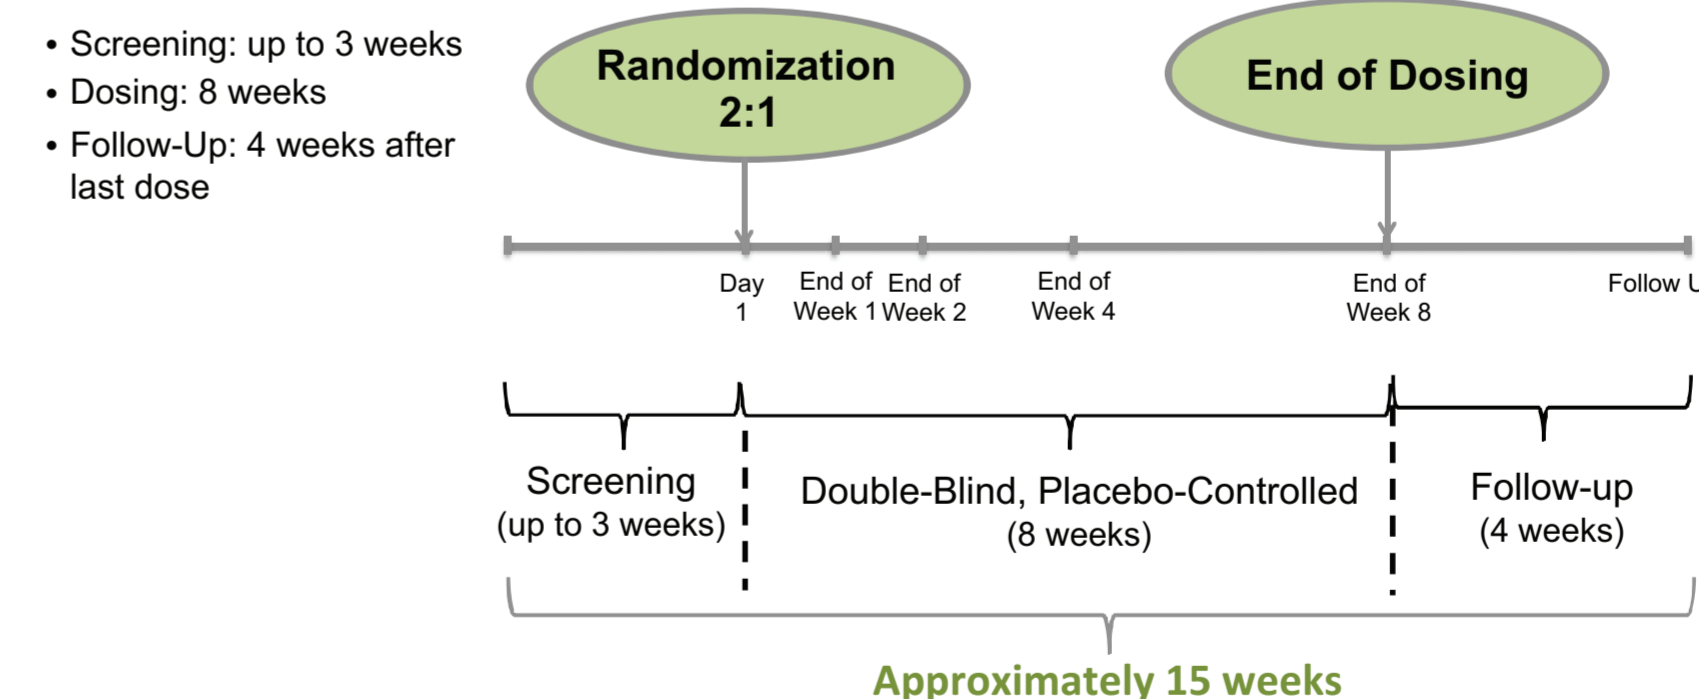 • Screening: up to 3 weeks
• Dosing: 8 weeks
• Follow-Up: 4 weeks after
last dose
Randomization
2:1
End of Dosing
Day
1
End of
Week 1
End of
Week 2
End of
Week 4
End of
Week 8
Follow
Screening
(up to 3 weeks)
Double-Blind, Placebo-Controlled
(8 weeks)
Follow-up
(4 weeks)
Approximately 15 weeks